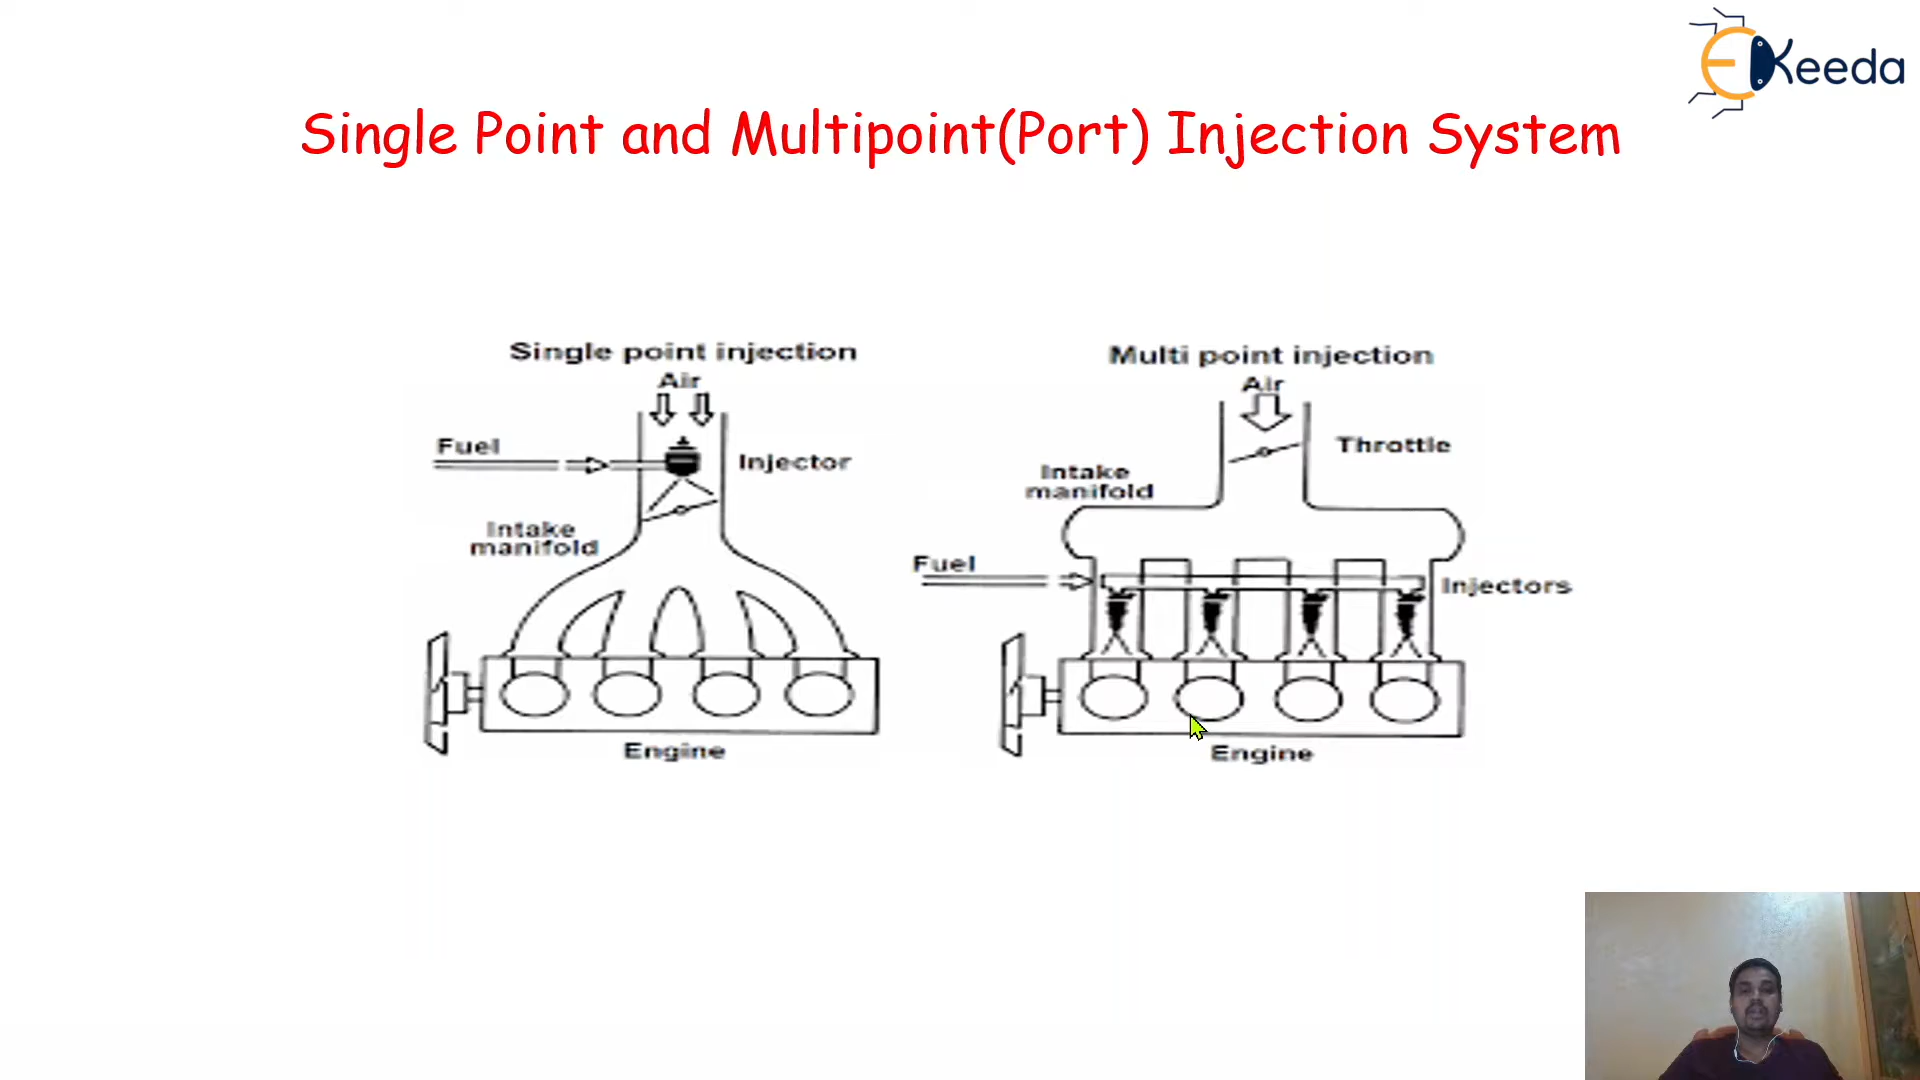 EKeeda
Single Point and Multipoint(Port) Injection System
Single point injection
Air
Fuel
Injector
Intake
manifold
Engine
Multi point injection
Air
Throttle
Intake
manifold
Fuel
Injectors
Engine